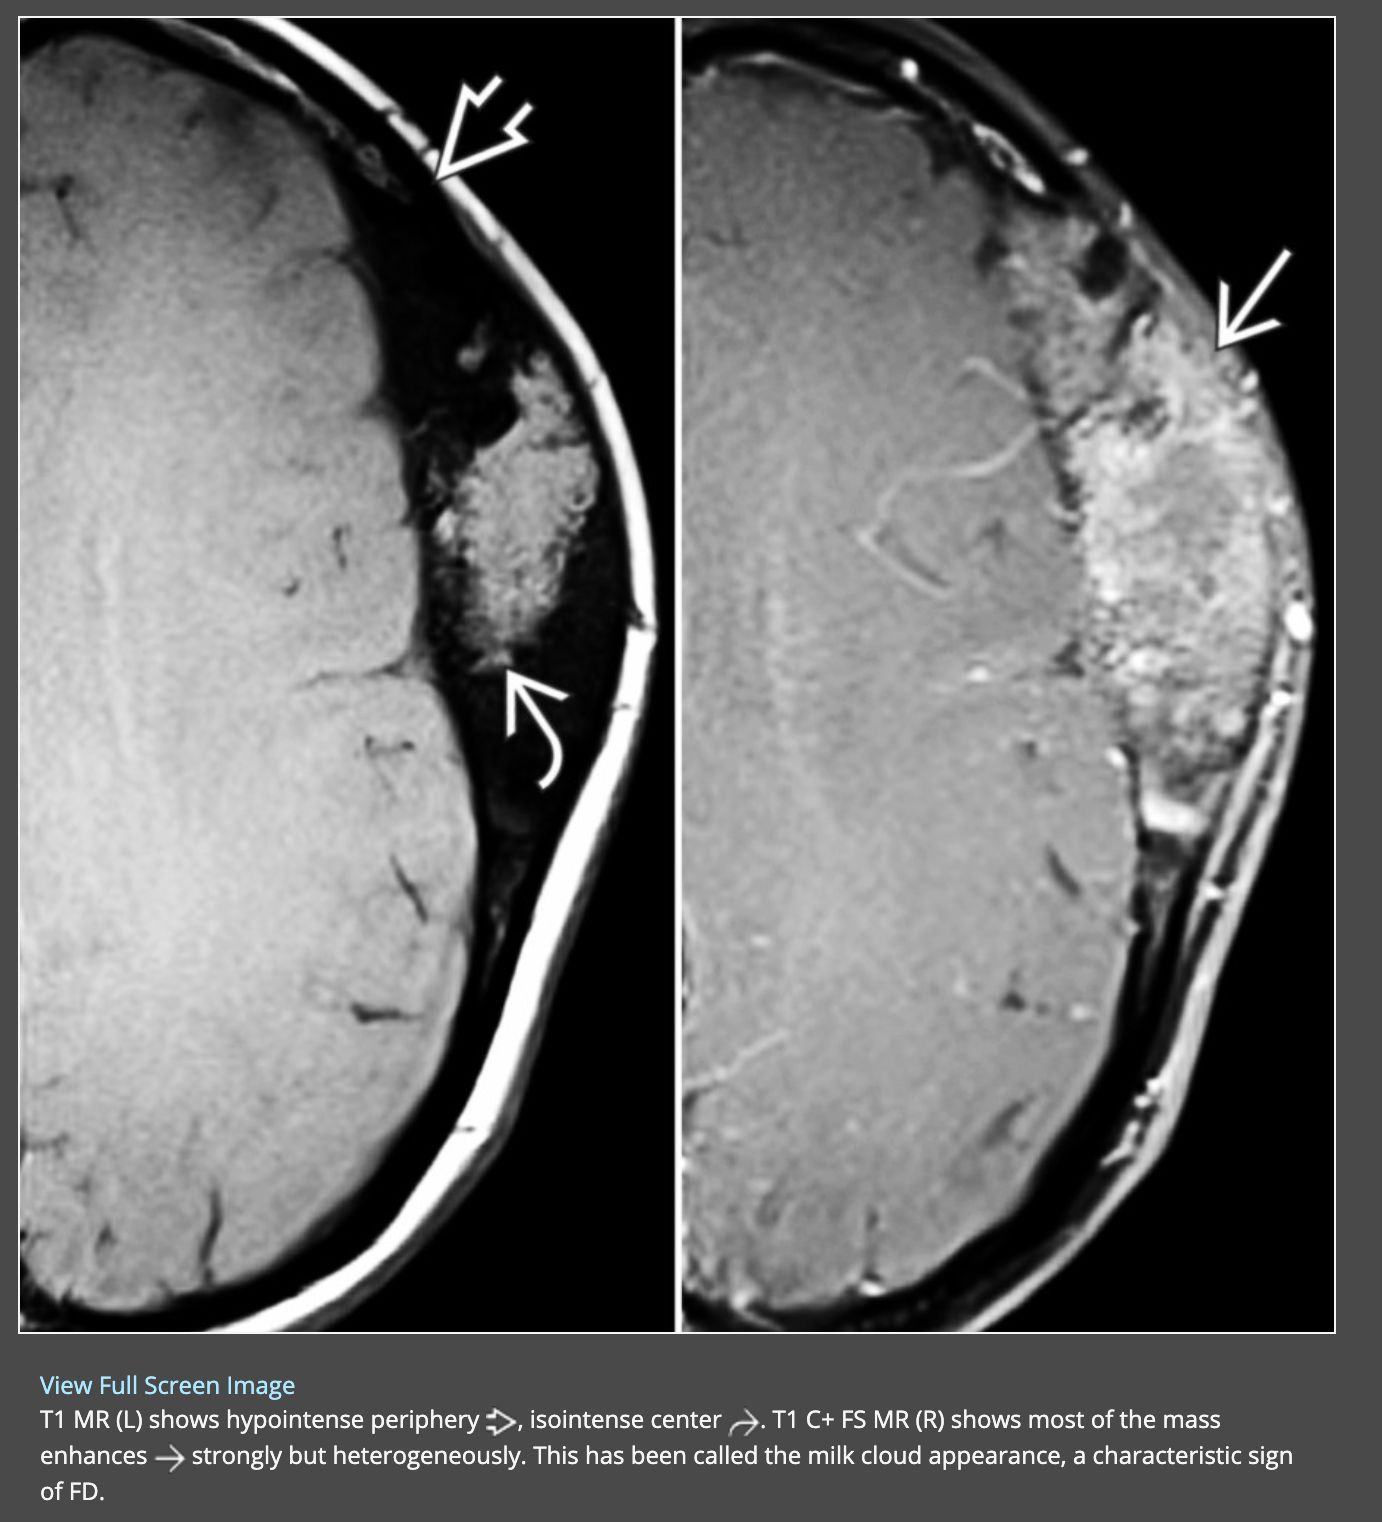 View Full Screen Image
T1 MR (L) shows hypointense periphery , isointense center . T1 C+ FS MR (R) shows most of the mass
enhances strongly but heterogeneously. This has been called the milk cloud appearance, a characteristic sign
of FD.